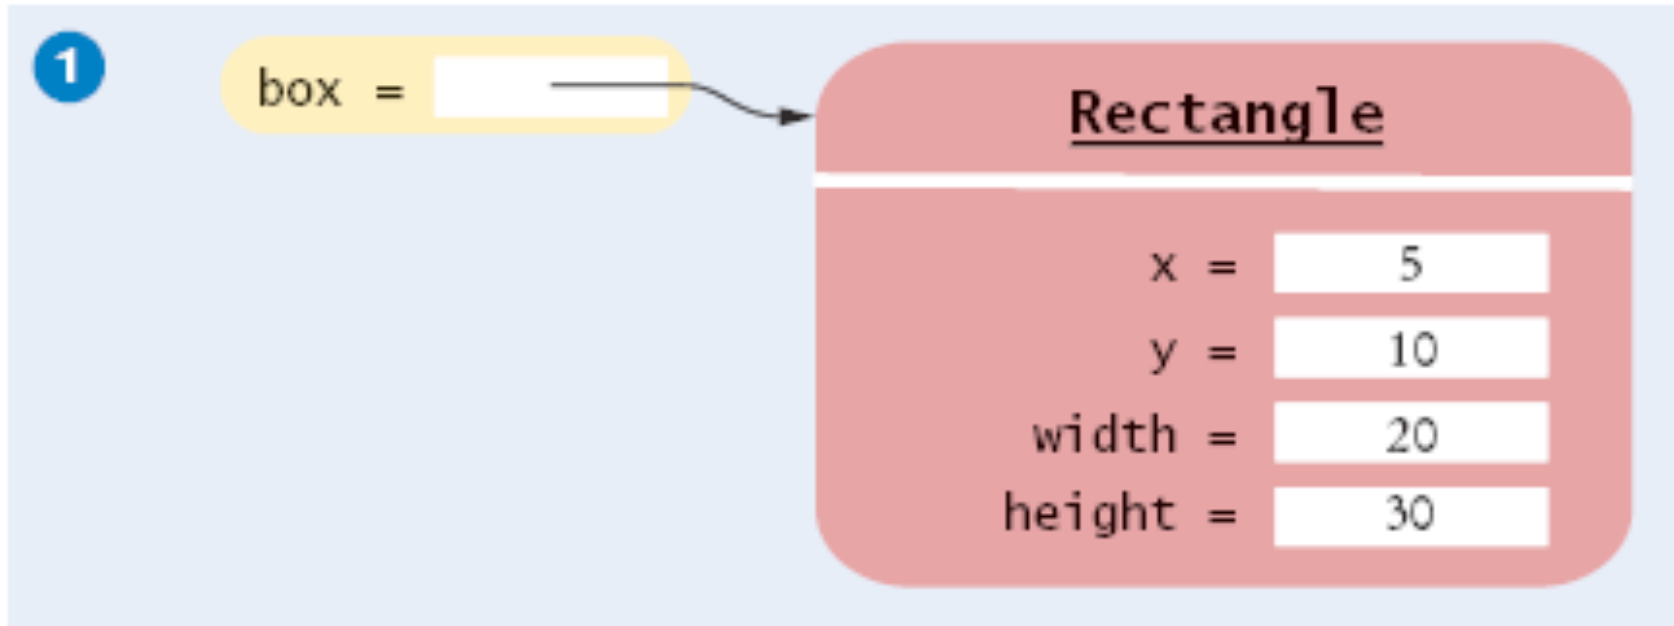 1
box =
Rectangle
x = 5
y = 10
width = 20
height = 30